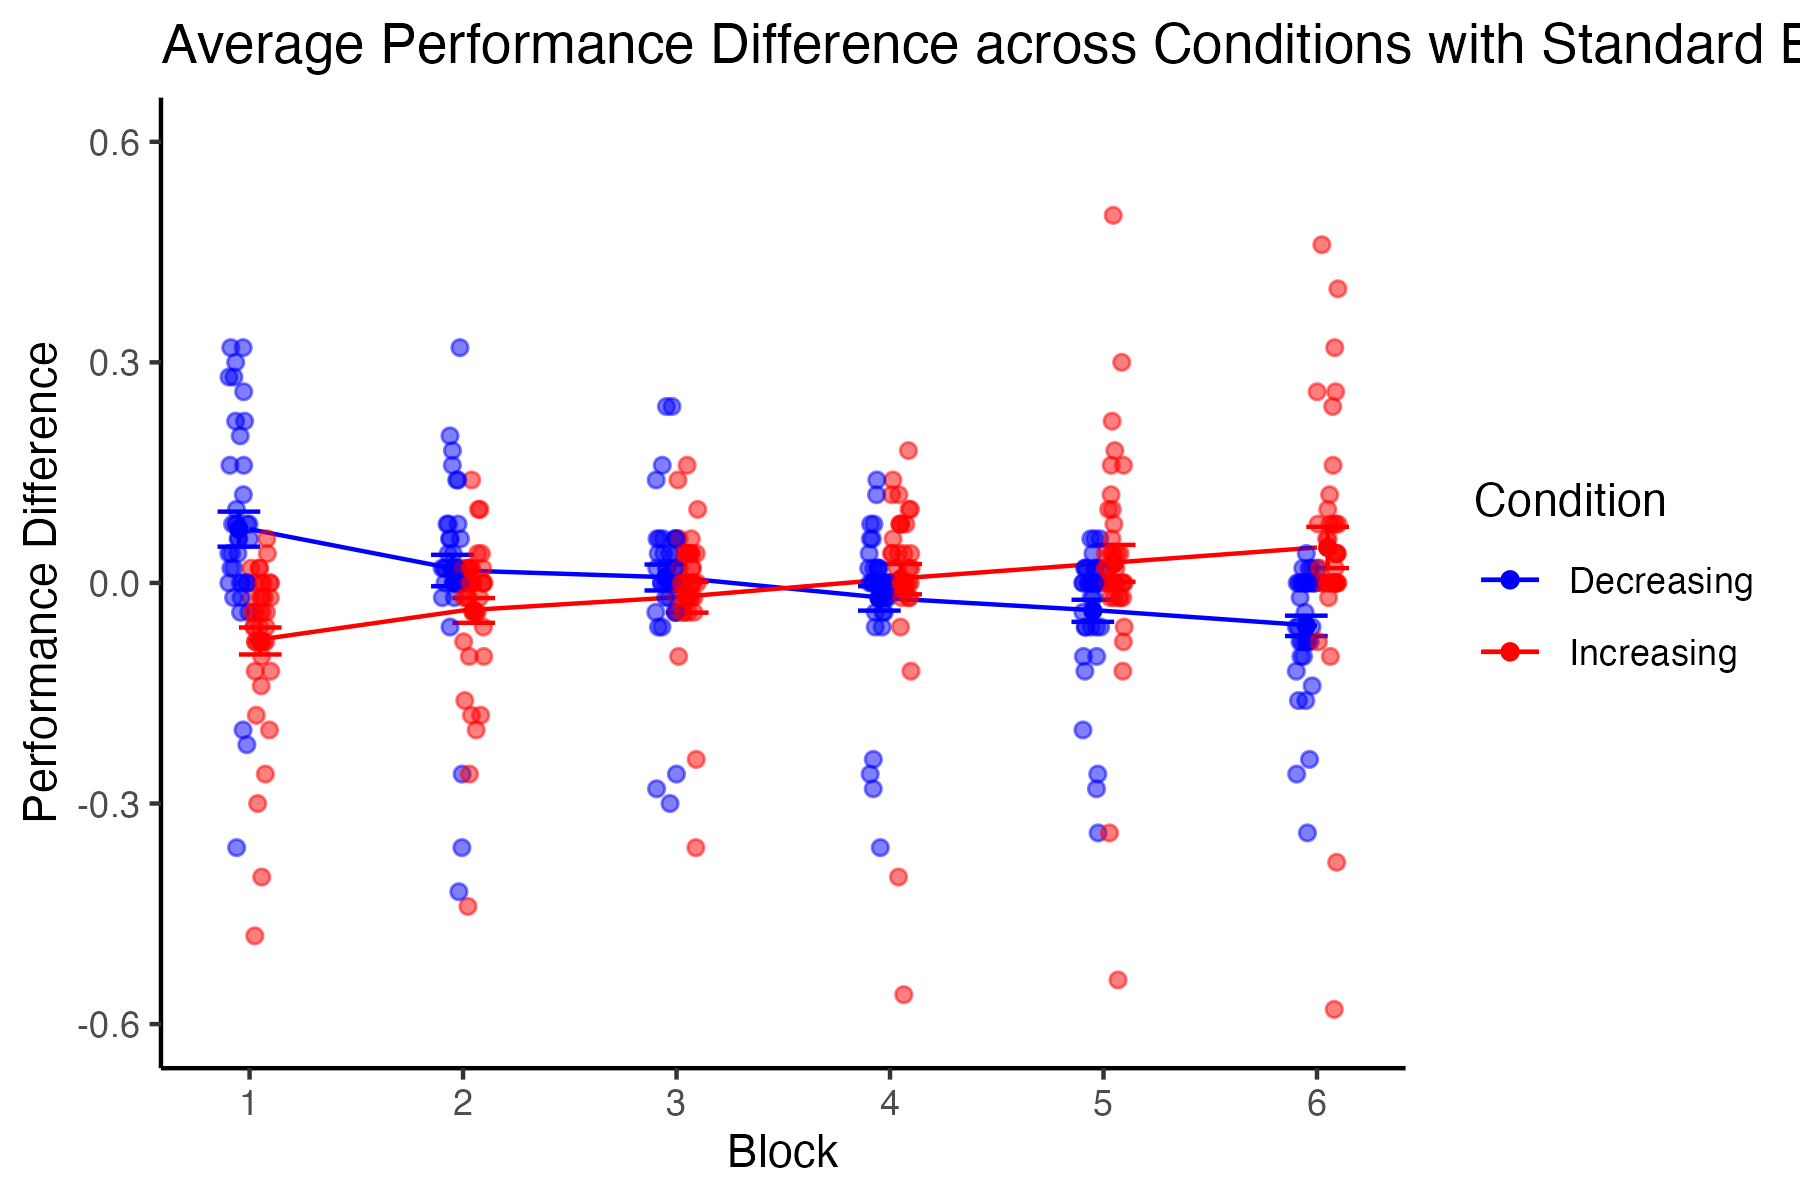 Average Performance Difference across Conditions with Standard E
0.6
0.3
0.0
-0.3
-0.6
Performance Difference
1 2 3 4 5 6
Block
Condition
Decreasing
Increasing